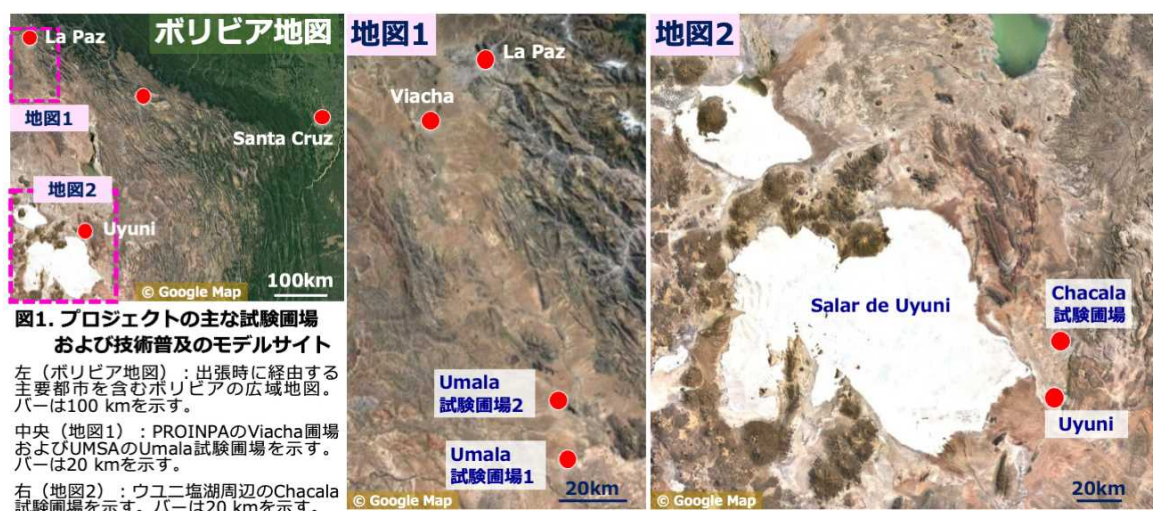 ボリビア地図
La Paz
地図1
Santa Cruz
地図2
Uyuni
100km
© Google Map
図1. プロジェクトの主な試験圃場
および技術普及のモデルサイト
左（ボリビア地図）：出張時に経由する
主要都市を含むボリビアの広域地図。
バーは100 kmを示す。
中央（地図1）：PROINPAのViacha圃場
およびUMSAのUmala試験圃場を示す。
バーは20 kmを示す。
右（地図2）：ウユニ塩湖周辺のChacala
試験圃場を示す。バーは20 kmを示す。
地図1
La Paz
Viacha
Umala
試験圃場2
Umala
試験圃場1
20km
© Google Map
地図2
Salar de Uyuni
Chacala
試験圃場
Uyuni
20km
© Google Map